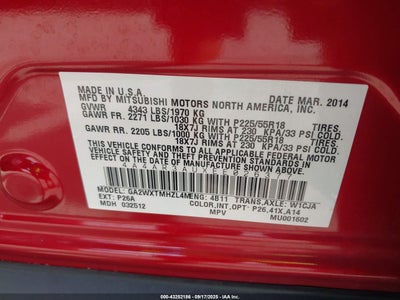 MADE IN U.S.A. DATE MAR. 2014
MFD BY MITSUBISHI MOTORS NORTH AMERICA, INC.
GVWR 4343 LBS/1970 KG
GAWR FR: 2271 LBS/1030 KG WITH P225/55R18 TIRES
18X7J RIMS AT 230 KPA/33 PSI COLD.
GAWR RR: 2205 LBS/1000 KG WITH P225/55R18 TIRES
18X7J RIMS AT 230 KPA/33 PSI COLD.
THIS VEHICLE CONFORMS TO ALL APPLICABLE FEDERAL MOTOR
VEHICLE SAFETY, BUMPER, AND THEFT PREVENTION STANDARDS
IN EFFECT ON THE DATE OF MANUFACTURE SHOWN ABOVE.
TYPE: GA2WXTMHZL4M ENG: 4B11 TRANS,AXLE: W1CJA
EXT: P26A COLOR,INT,OPT: P26,41X,A14
MDH 032512 MPV MU001602
000-43252186 - 09/17/2025 - IAA Inc.